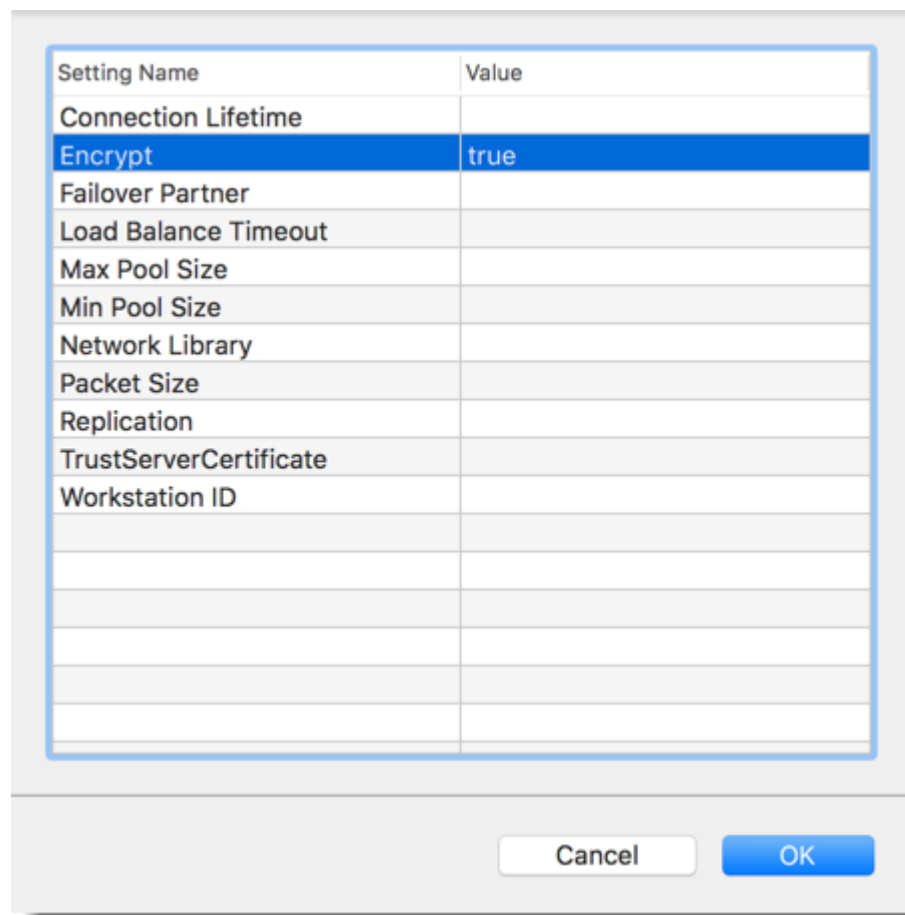 Setting Name Value
Connection Lifetime
Encrypt true
Failover Partner
Load Balance Timeout
Max Pool Size
Min Pool Size
Network Library
Packet Size
Replication
TrustServerCertificate
Workstation ID
Cancel OK